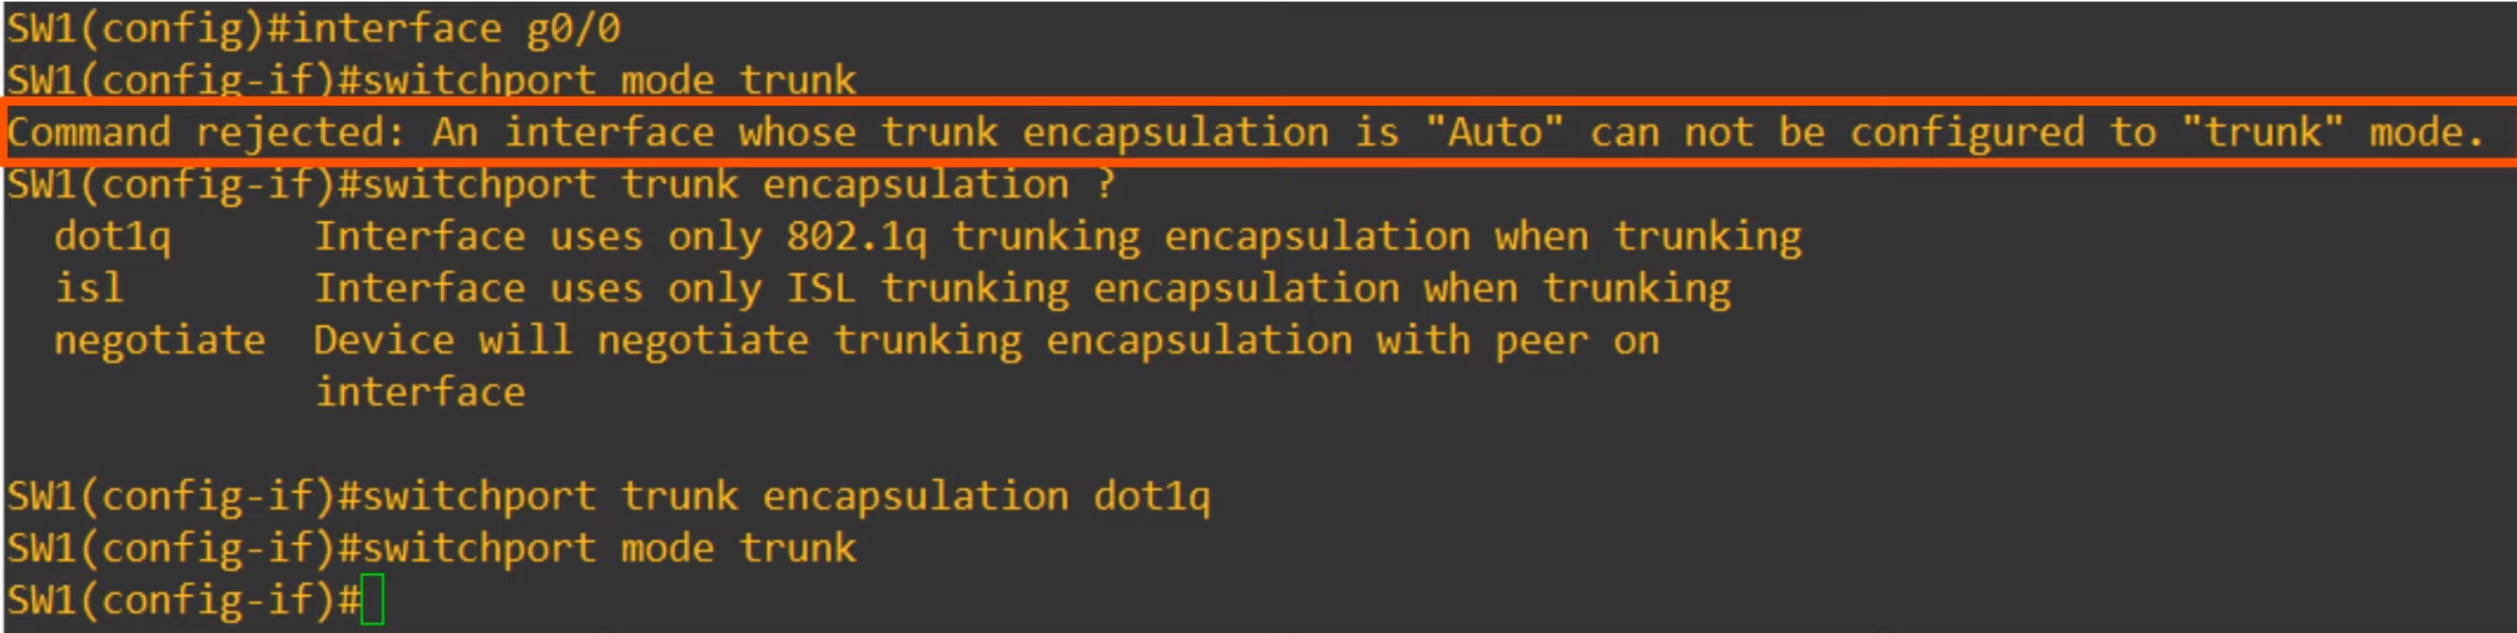 SW1(config)#interface g0/0
SW1(config-if)#switchport mode trunk
Command rejected: An interface whose trunk encapsulation is "Auto" can not be configured to "trunk" mode.
SW1(config-if)#switchport trunk encapsulation ?
  dot1q      Interface uses only 802.1q trunking encapsulation when trunking
  isl        Interface uses only ISL trunking encapsulation when trunking
  negotiate  Device will negotiate trunking encapsulation with peer on
             interface

SW1(config-if)#switchport trunk encapsulation dot1q
SW1(config-if)#switchport mode trunk
SW1(config-if)#